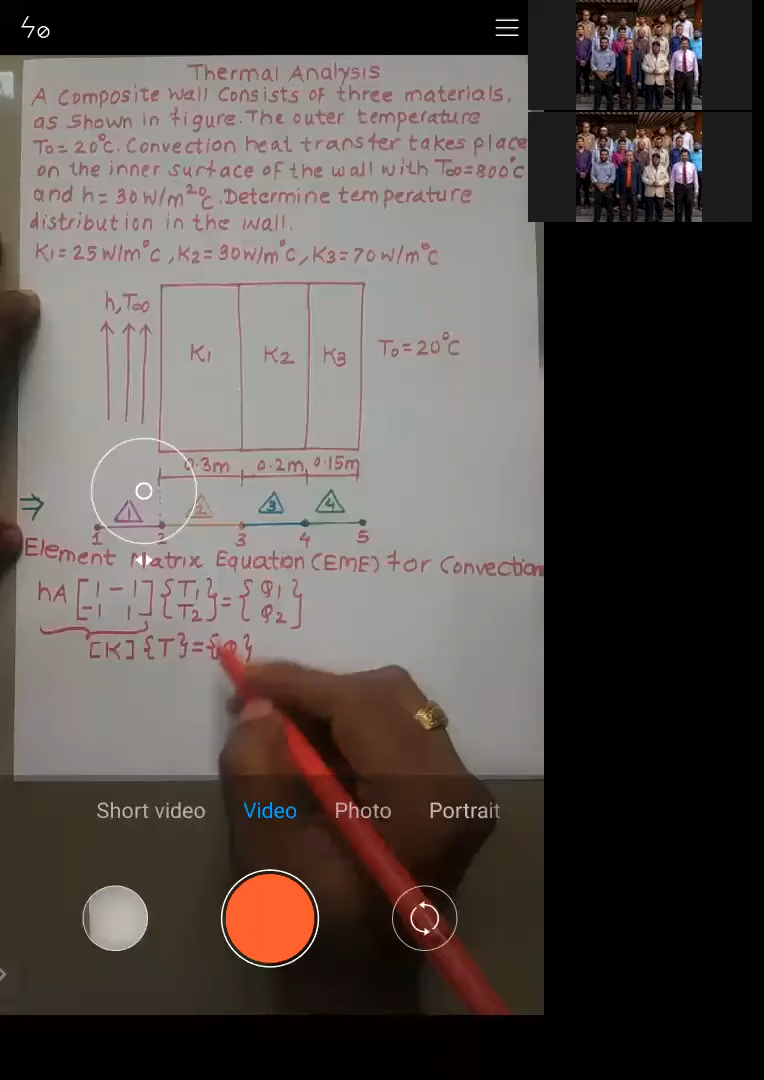 Thermal Analysis
A Composite Wall Consists of three materials,
as Shown in figure. The outer temperature
T₀ = 20°C. Convection heat transfer takes place
on the inner surface of the wall with T∞ = 800°C
and h = 30 W/m²°C. Determine temperature
distribution in the wall.
K₁ = 25 W/m°C, K₂ = 30W/m°C, K₃ = 70 W/m°C
h, T∞
K₁ K₂ K₃ T₀ = 20°C
0.3m 0.2m 0.15m
⇒ 1 2 3 4
1 2 3 4 5
Element Matrix Equation (EME) for Convection
hA [1 -1 {T₁ = {Q₁
-1 1] T₂} Q₂}
[K] {T} = {Q}
Short video Video Photo Portrait